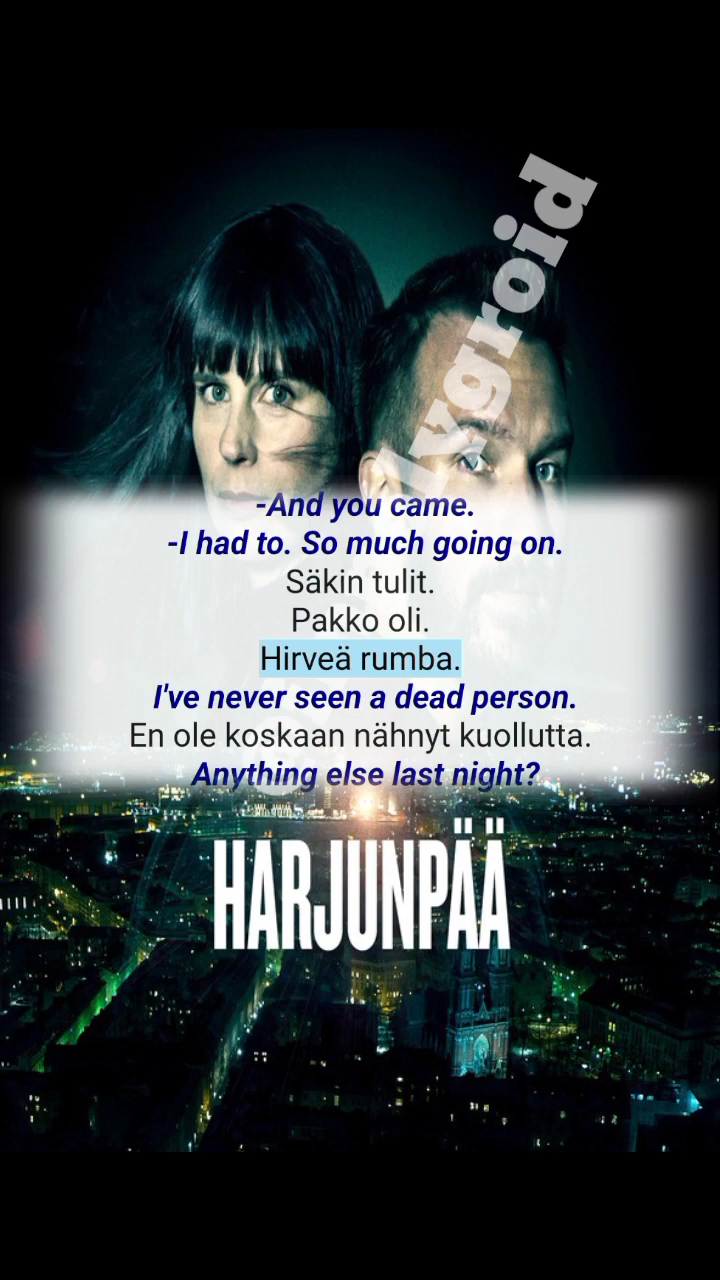 lygroid
-And you came.
-I had to. So much going on.
Säkin tulit.
Pakko oli.
Hirveä rumba.
I've never seen a dead person.
En ole koskaan nähnyt kuollutta.
Anything else last night?
HARJUNPÄÄ